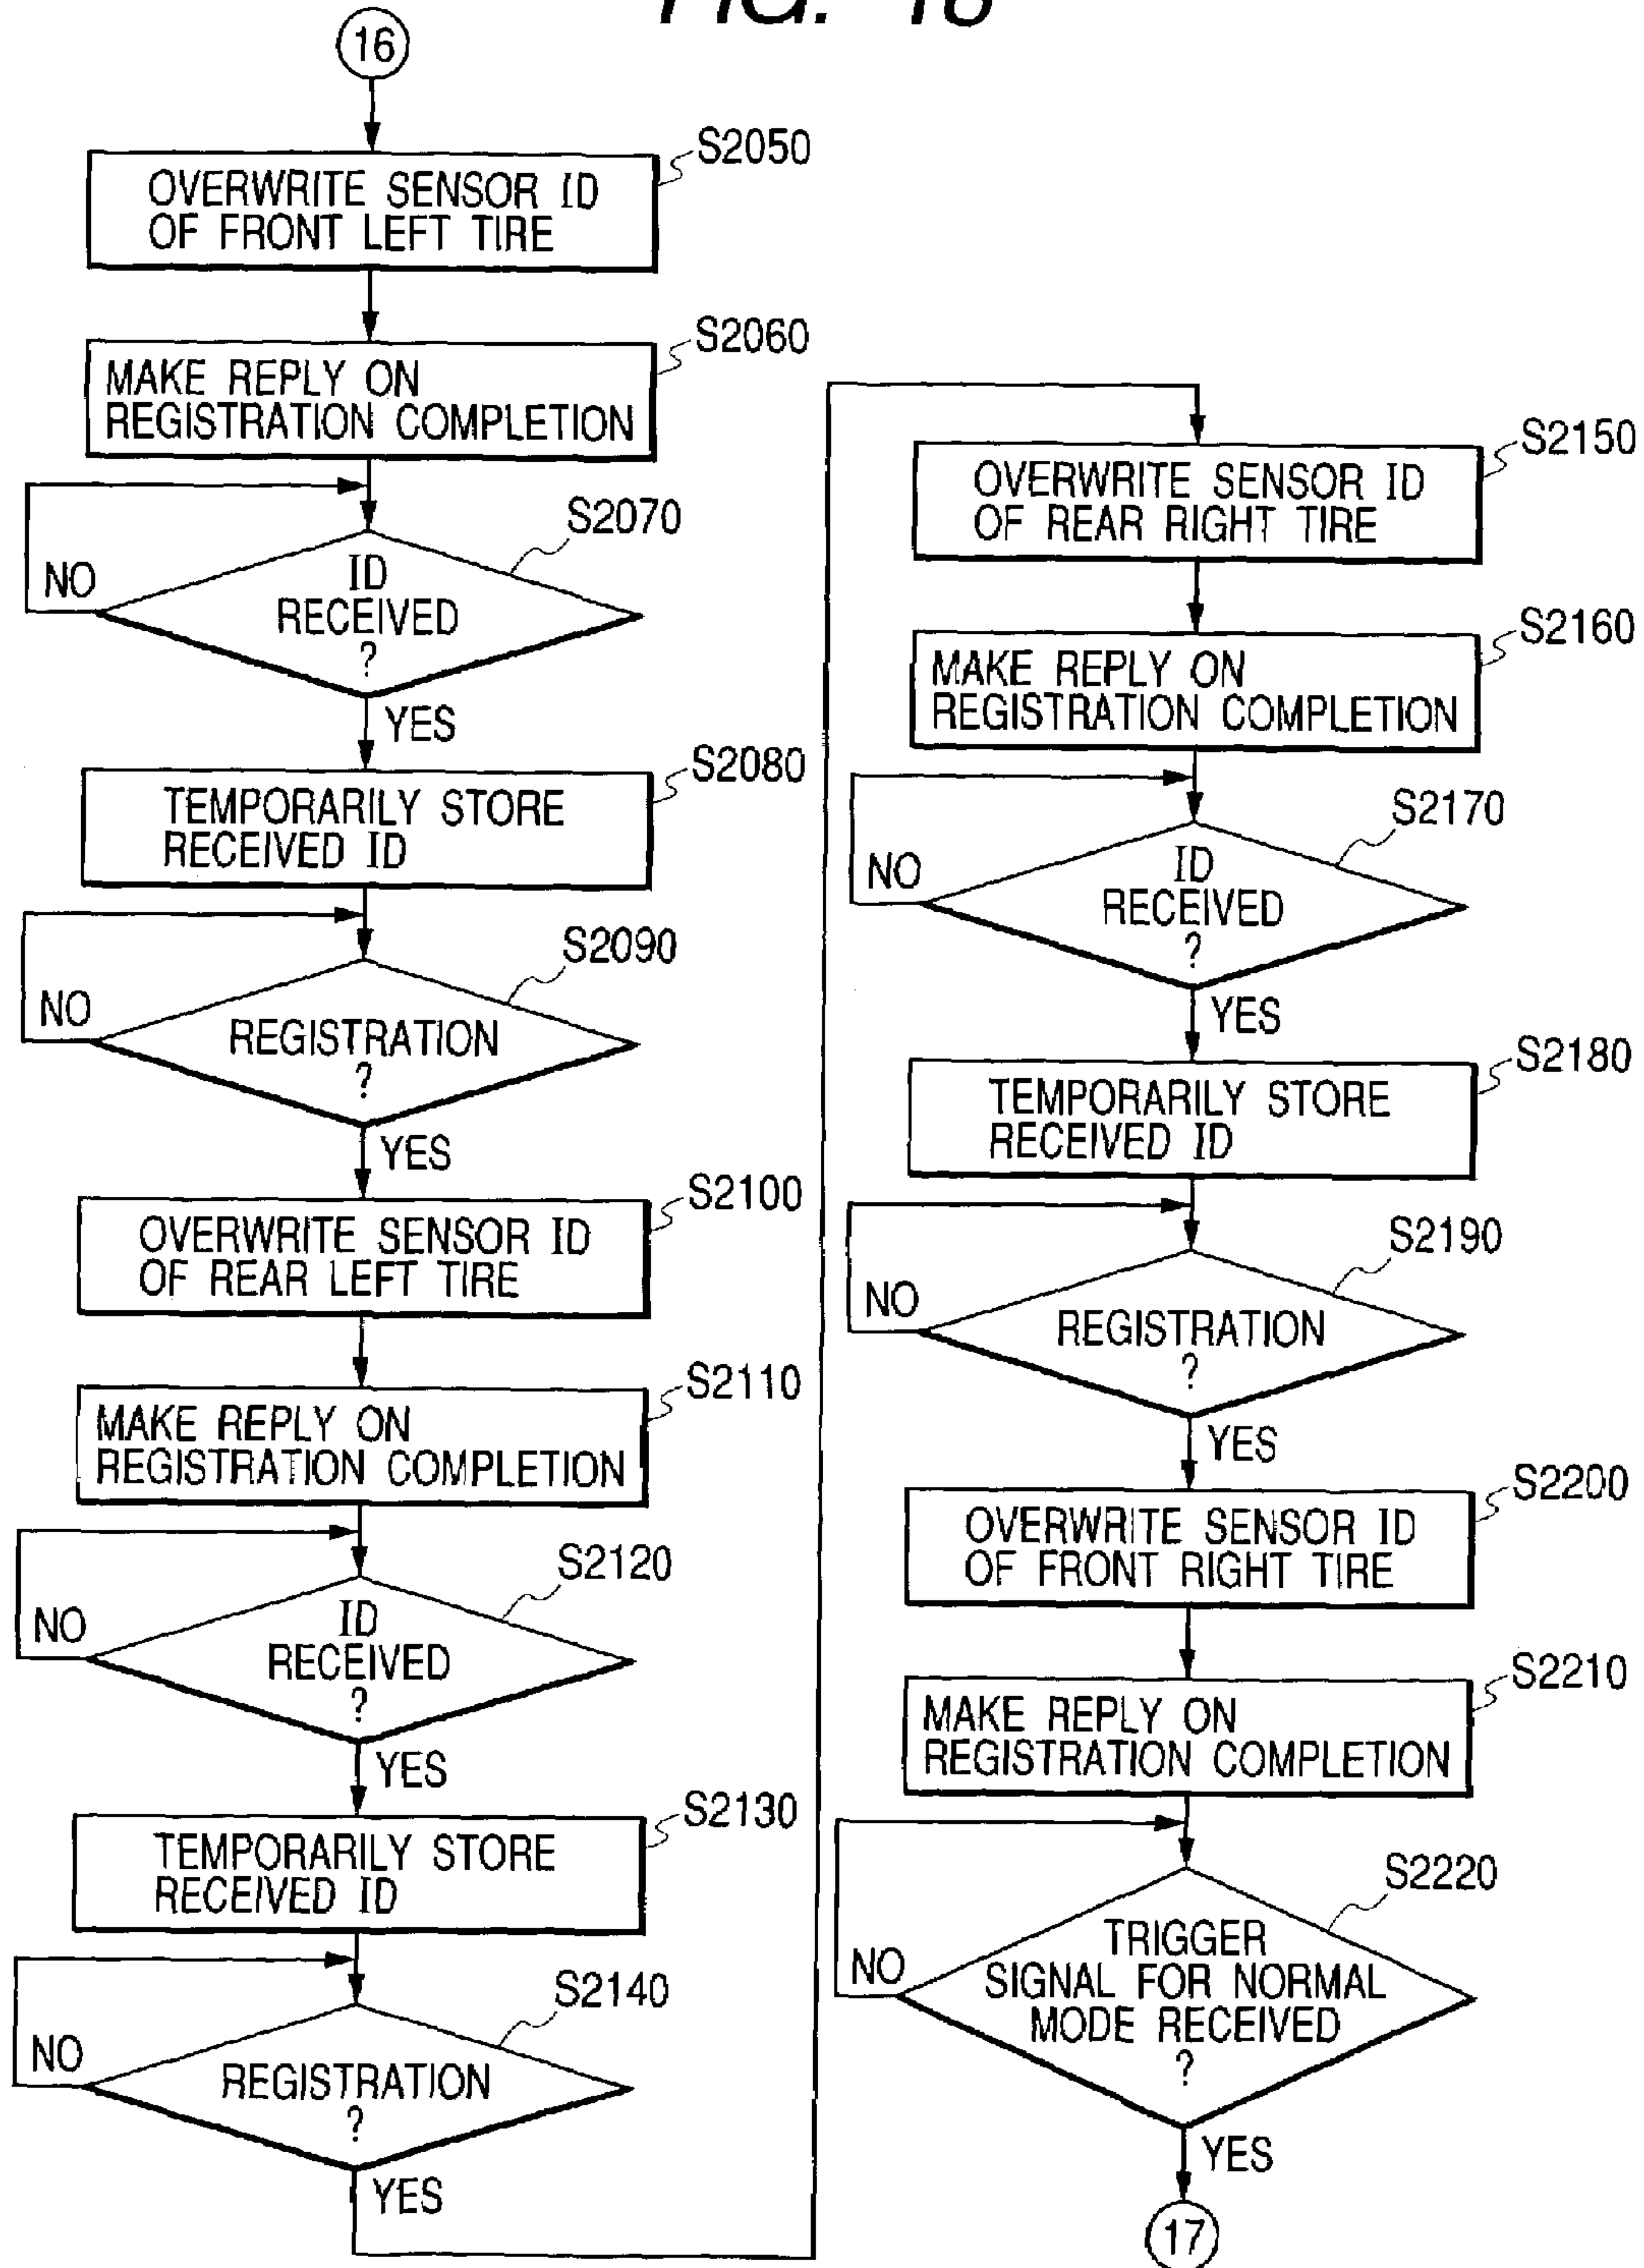 16
S2050
OVERWRITE SENSOR ID
OF FRONT LEFT TIRE
S2060
MAKE REPLY ON
REGISTRATION COMPLETION
S2070
NO
ID
RECEIVED
?
YES
S2080
TEMPORARILY STORE
RECEIVED ID
S2090
NO
REGISTRATION
?
YES
S2100
OVERWRITE SENSOR ID
OF REAR LEFT TIRE
S2110
MAKE REPLY ON
REGISTRATION COMPLETION
S2120
NO
ID
RECEIVED
?
YES
S2130
TEMPORARILY STORE
RECEIVED ID
S2140
NO
REGISTRATION
?
YES
S2150
OVERWRITE SENSOR ID
OF REAR RIGHT TIRE
S2160
MAKE REPLY ON
REGISTRATION COMPLETION
S2170
NO
ID
RECEIVED
?
YES
S2180
TEMPORARILY STORE
RECEIVED ID
S2190
NO
REGISTRATION
?
YES
S2200
OVERWRITE SENSOR ID
OF FRONT RIGHT TIRE
S2210
MAKE REPLY ON
REGISTRATION COMPLETION
S2220
NO
TRIGGER
SIGNAL FOR NORMAL
MODE RECEIVED
?
YES
17